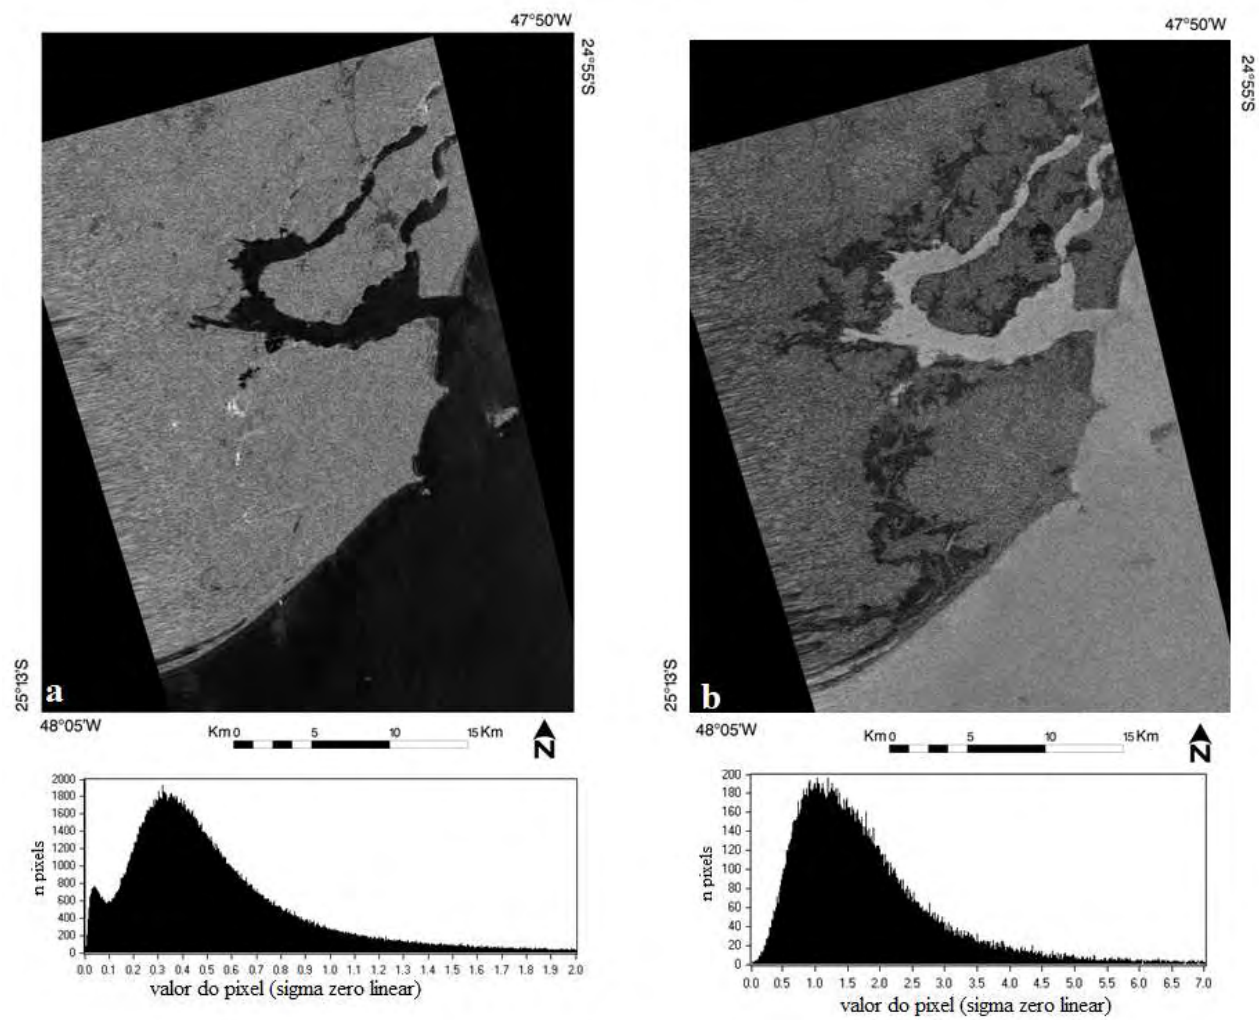 47°50'W
24°55'S
25°13'S
a
48°05'W
Km 0 5 10 15 Km
N
2000
1800
1600
1400
1200
1000
800
600
400
200
0
n pixels
0.0 0.1 0.2 0.3 0.4 0.5 0.6 0.7 0.8 0.9 1.0 1.1 1.2 1.3 1.4 1.5 1.6 1.7 1.8 1.9 2.0
valor do pixel (sigma zero linear)
47°50'W
24°55'S
25°13'S
b
48°05'W
Km 0 5 10 15 Km
N
200
180
160
140
120
100
80
60
40
20
0
n pixels
0.0 0.5 1.0 1.5 2.0 2.5 3.0 3.5 4.0 4.5 5.0 5.5 6.0 6.5 7.0
valor do pixel (sigma zero linear)